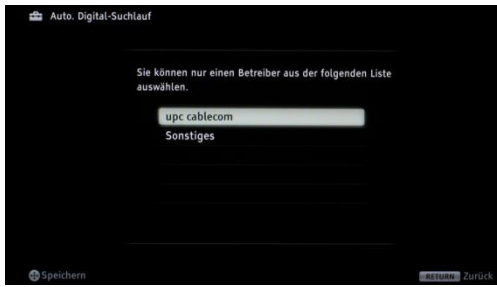 Auto. Digital-Suchlauf
Sie können nur einen Betreiber aus der folgenden Liste
auswählen.
upc cablecom
Sonstiges
Speichern
RETURN Zurück